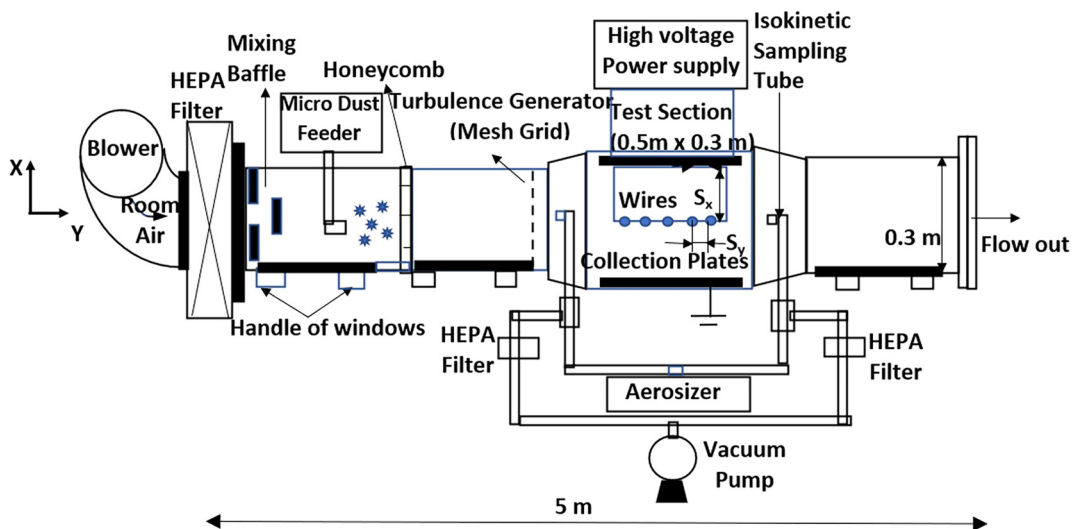 High voltage
Power supply
Isokinetic
Sampling
Tube
Mixing
Baffle
Honeycomb
HEPA
Filter
Micro Dust
Feeder
Turbulence Generator
(Mesh Grid)
Test Section
(0.5m x 0.3 m)
Blower
X
Y
Room
Air
Wires
Sx
Sy
Collection Plates
0.3 m
Flow out
Handle of windows
HEPA
Filter
HEPA
Filter
Aerosizer
Vacuum
Pump
5 m